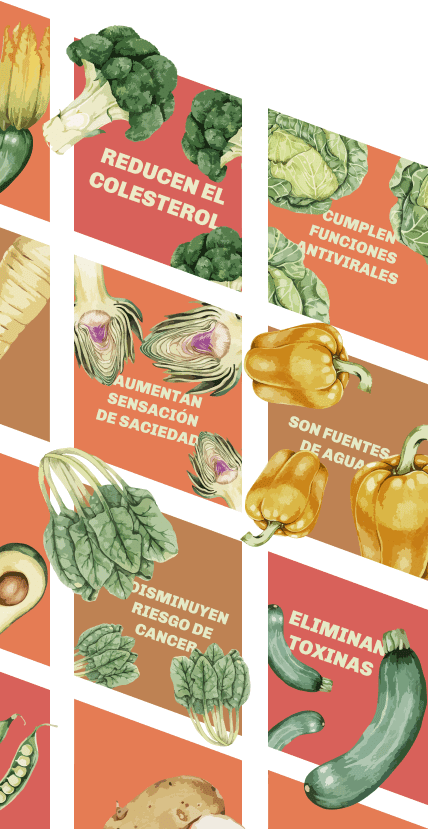 REDUCEN EL
COLESTEROL
CUMPLEN
FUNCIONES
ANTIVIRALES
AUMENTAN
SENSACIÓN
DE SACIEDAD
SON FUENTES
DE AGUA
DISMINUYEN
RIESGO DE
CANCER
ELIMINAN
TOXINAS